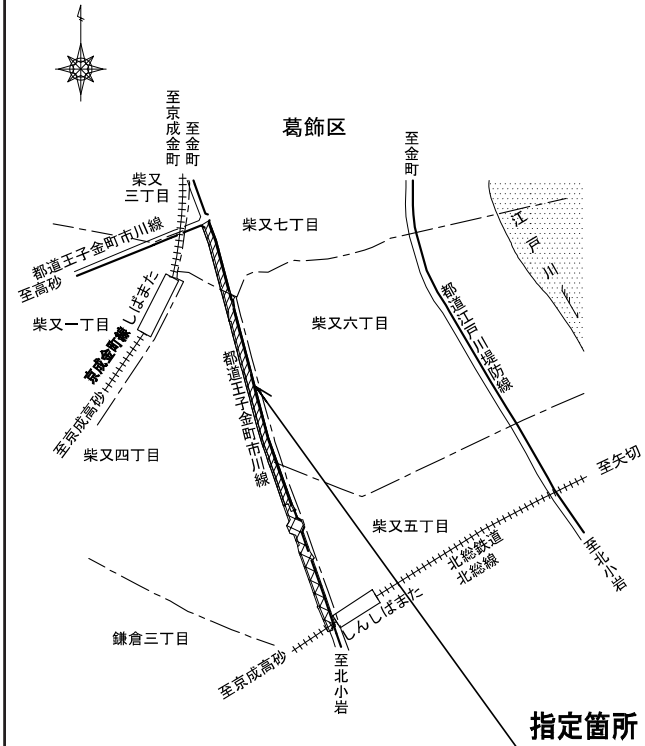 葛飾区
至京成金町
至金町
至金町
柴又
三丁目
柴又七丁目
江戸川
都道王子金町市川線
至高砂
しばまた
柴又一丁目
柴又六丁目
都道江戸川堤防線
京成金町線
都道王子金町市川線
至京成高砂
柴又四丁目
至矢切
柴又五丁目
北総鉄道
北総線
至北小岩
しんしばまた
鎌倉三丁目
至京成高砂
至北小岩
指定箇所